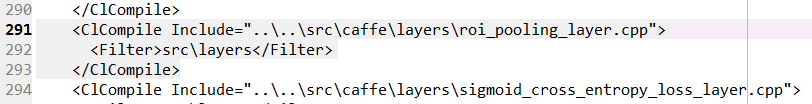 290 </ClCompile>
291 <ClCompile Include="..\..\src\caffe\layers\roi_pooling_layer.cpp">
292 <Filter>src\layers</Filter>
293 </ClCompile>
294 <ClCompile Include="..\..\src\caffe\layers\sigmoid_cross_entropy_loss_layer.cpp">